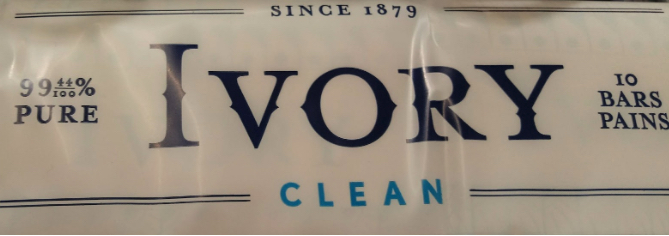 SINCE 1879
99 44/100% PURE
IVORY
10 BARS PAINS
CLEAN